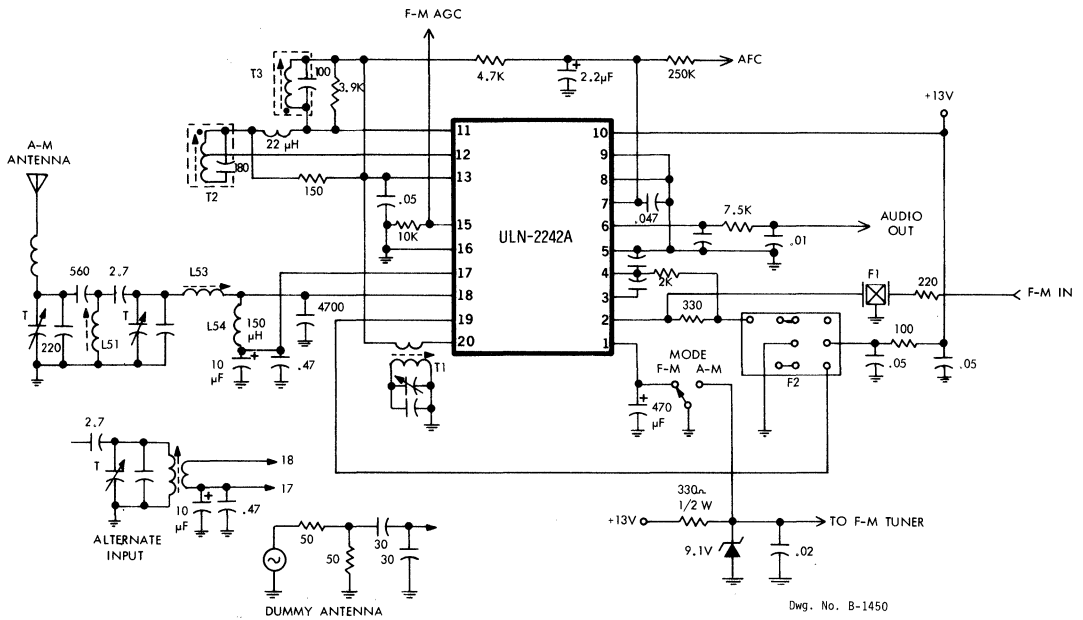 F-M AGC
T3
100
3.9K
4.7K
+
2.2µF
250K
AFC
+13V
A-M
ANTENNA
22 µH
T2
180
150
.05
10K
11
12
13
15
16
17
18
19
20
ULN-2242A
10
9
8
7
6
5
4
3
2
1
.047
7.5K
.01
AUDIO
OUT
2K
330
F1
220
F-M IN
560
2.7
L53
T
220
L51
T
L54
150
µH
10
µF
+
.47
4700
T1
MODE
F-M
A-M
+
470
µF
F2
100
.05
.05
2.7
T
18
17
10
µF
+
.47
ALTERNATE
INPUT
50
50
30
30
DUMMY ANTENNA
330Ω
1/2 W
+13V
9.1V
.02
TO F-M TUNER
Dwg. No. B-1450